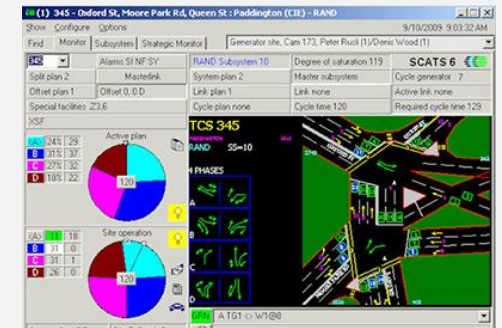 (1) 345 - Oxford St, Moore Park Rd, Queen St : Paddington (CIE) - RAND
Show Configure Options
9/10/2009 9:03:32 AM
Find Monitor Subsystem Strategic Monitor
Generator site, Cam 173, Peter Rusli (1)/Denis Wood (1)
345 Alarms SI NF SY RAND Subsystem 10 Degree of saturation 119 SCATS 6
Split plan 2 Masterlink System plan 2 Master subsystem Cycle generator 7
Offset plan 1 Offset 0, 0 D Link plan 1 Link none Active link none
Special facilities Z3,6 Cycle plan none Cycle time 120 Required cycle time 129
XSF
Active plan
<A> 24% 29
B 31% 37
C 27% 32
D 18% 22
120
Site operation
<A> 11 18
B 31 0
C 31 1
D 26 0
120
TCS 345
PADDINGTON
RAND SS=10
4 PHASES
A
B
C
D
OXFORD ST
MOORE PARK RD
GRN A TG1 <> W1@8